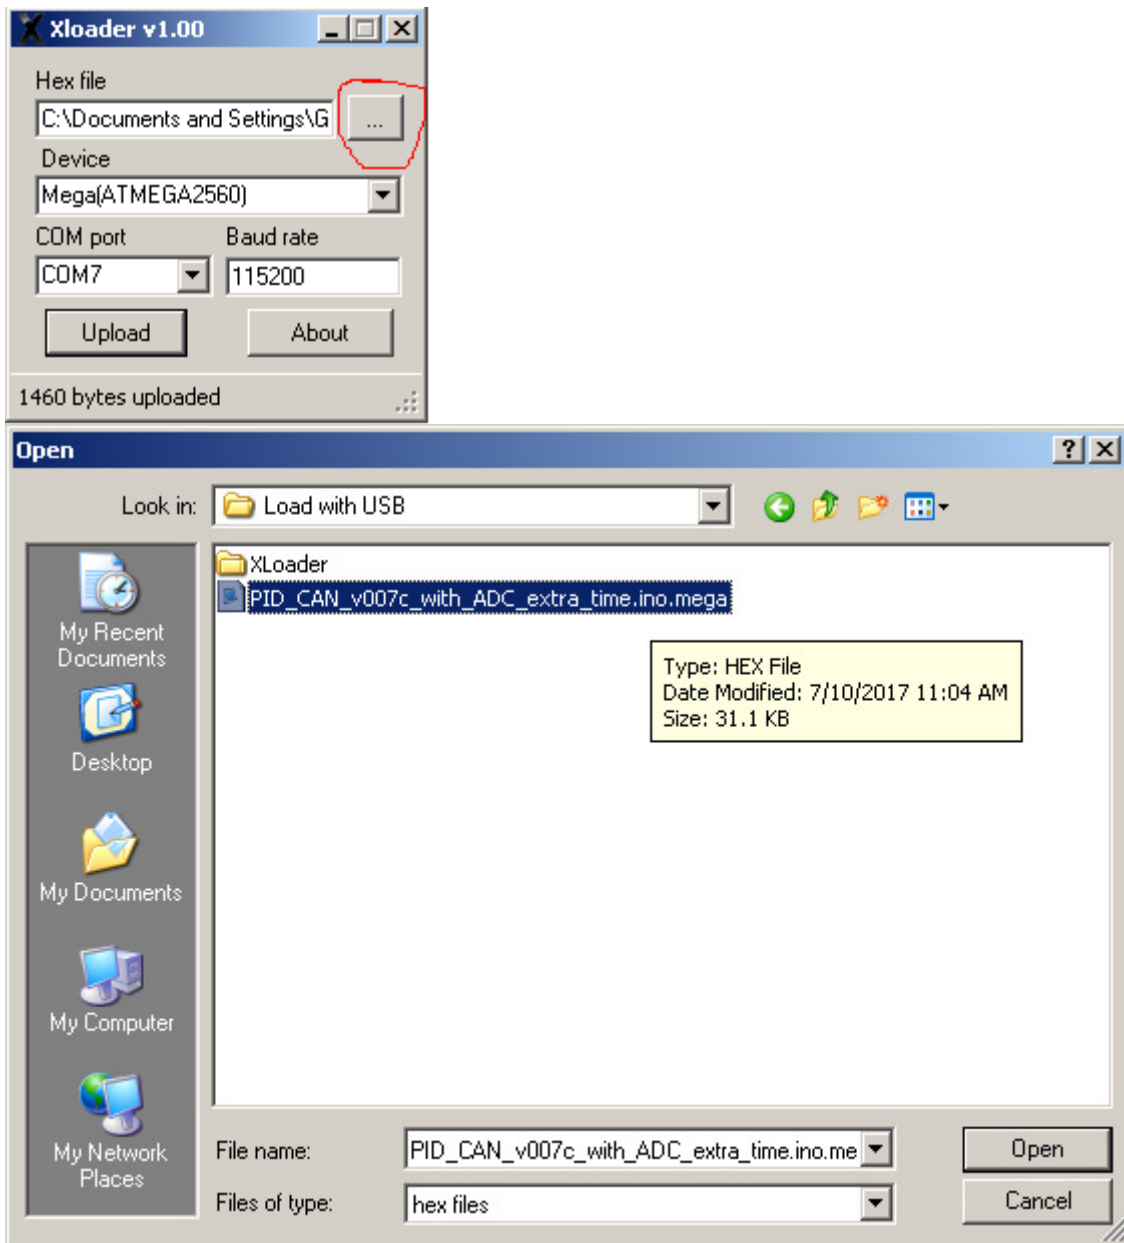 Xloader v1.00
Hex file
C:\Documents and Settings\G
...
Device
Mega(ATMEGA2560)
COM port Baud rate
COM7 115200
Upload About
1460 bytes uploaded
Open
Look in: Load with USB
XLoader
PID_CAN_v007c_with_ADC_extra_time.ino.mega
Type: HEX File
Date Modified: 7/10/2017 11:04 AM
Size: 31.1 KB
My Recent
Documents
Desktop
My Documents
My Computer
My Network
Places
File name: PID_CAN_v007c_with_ADC_extra_time.ino.me Open
Files of type: hex files Cancel